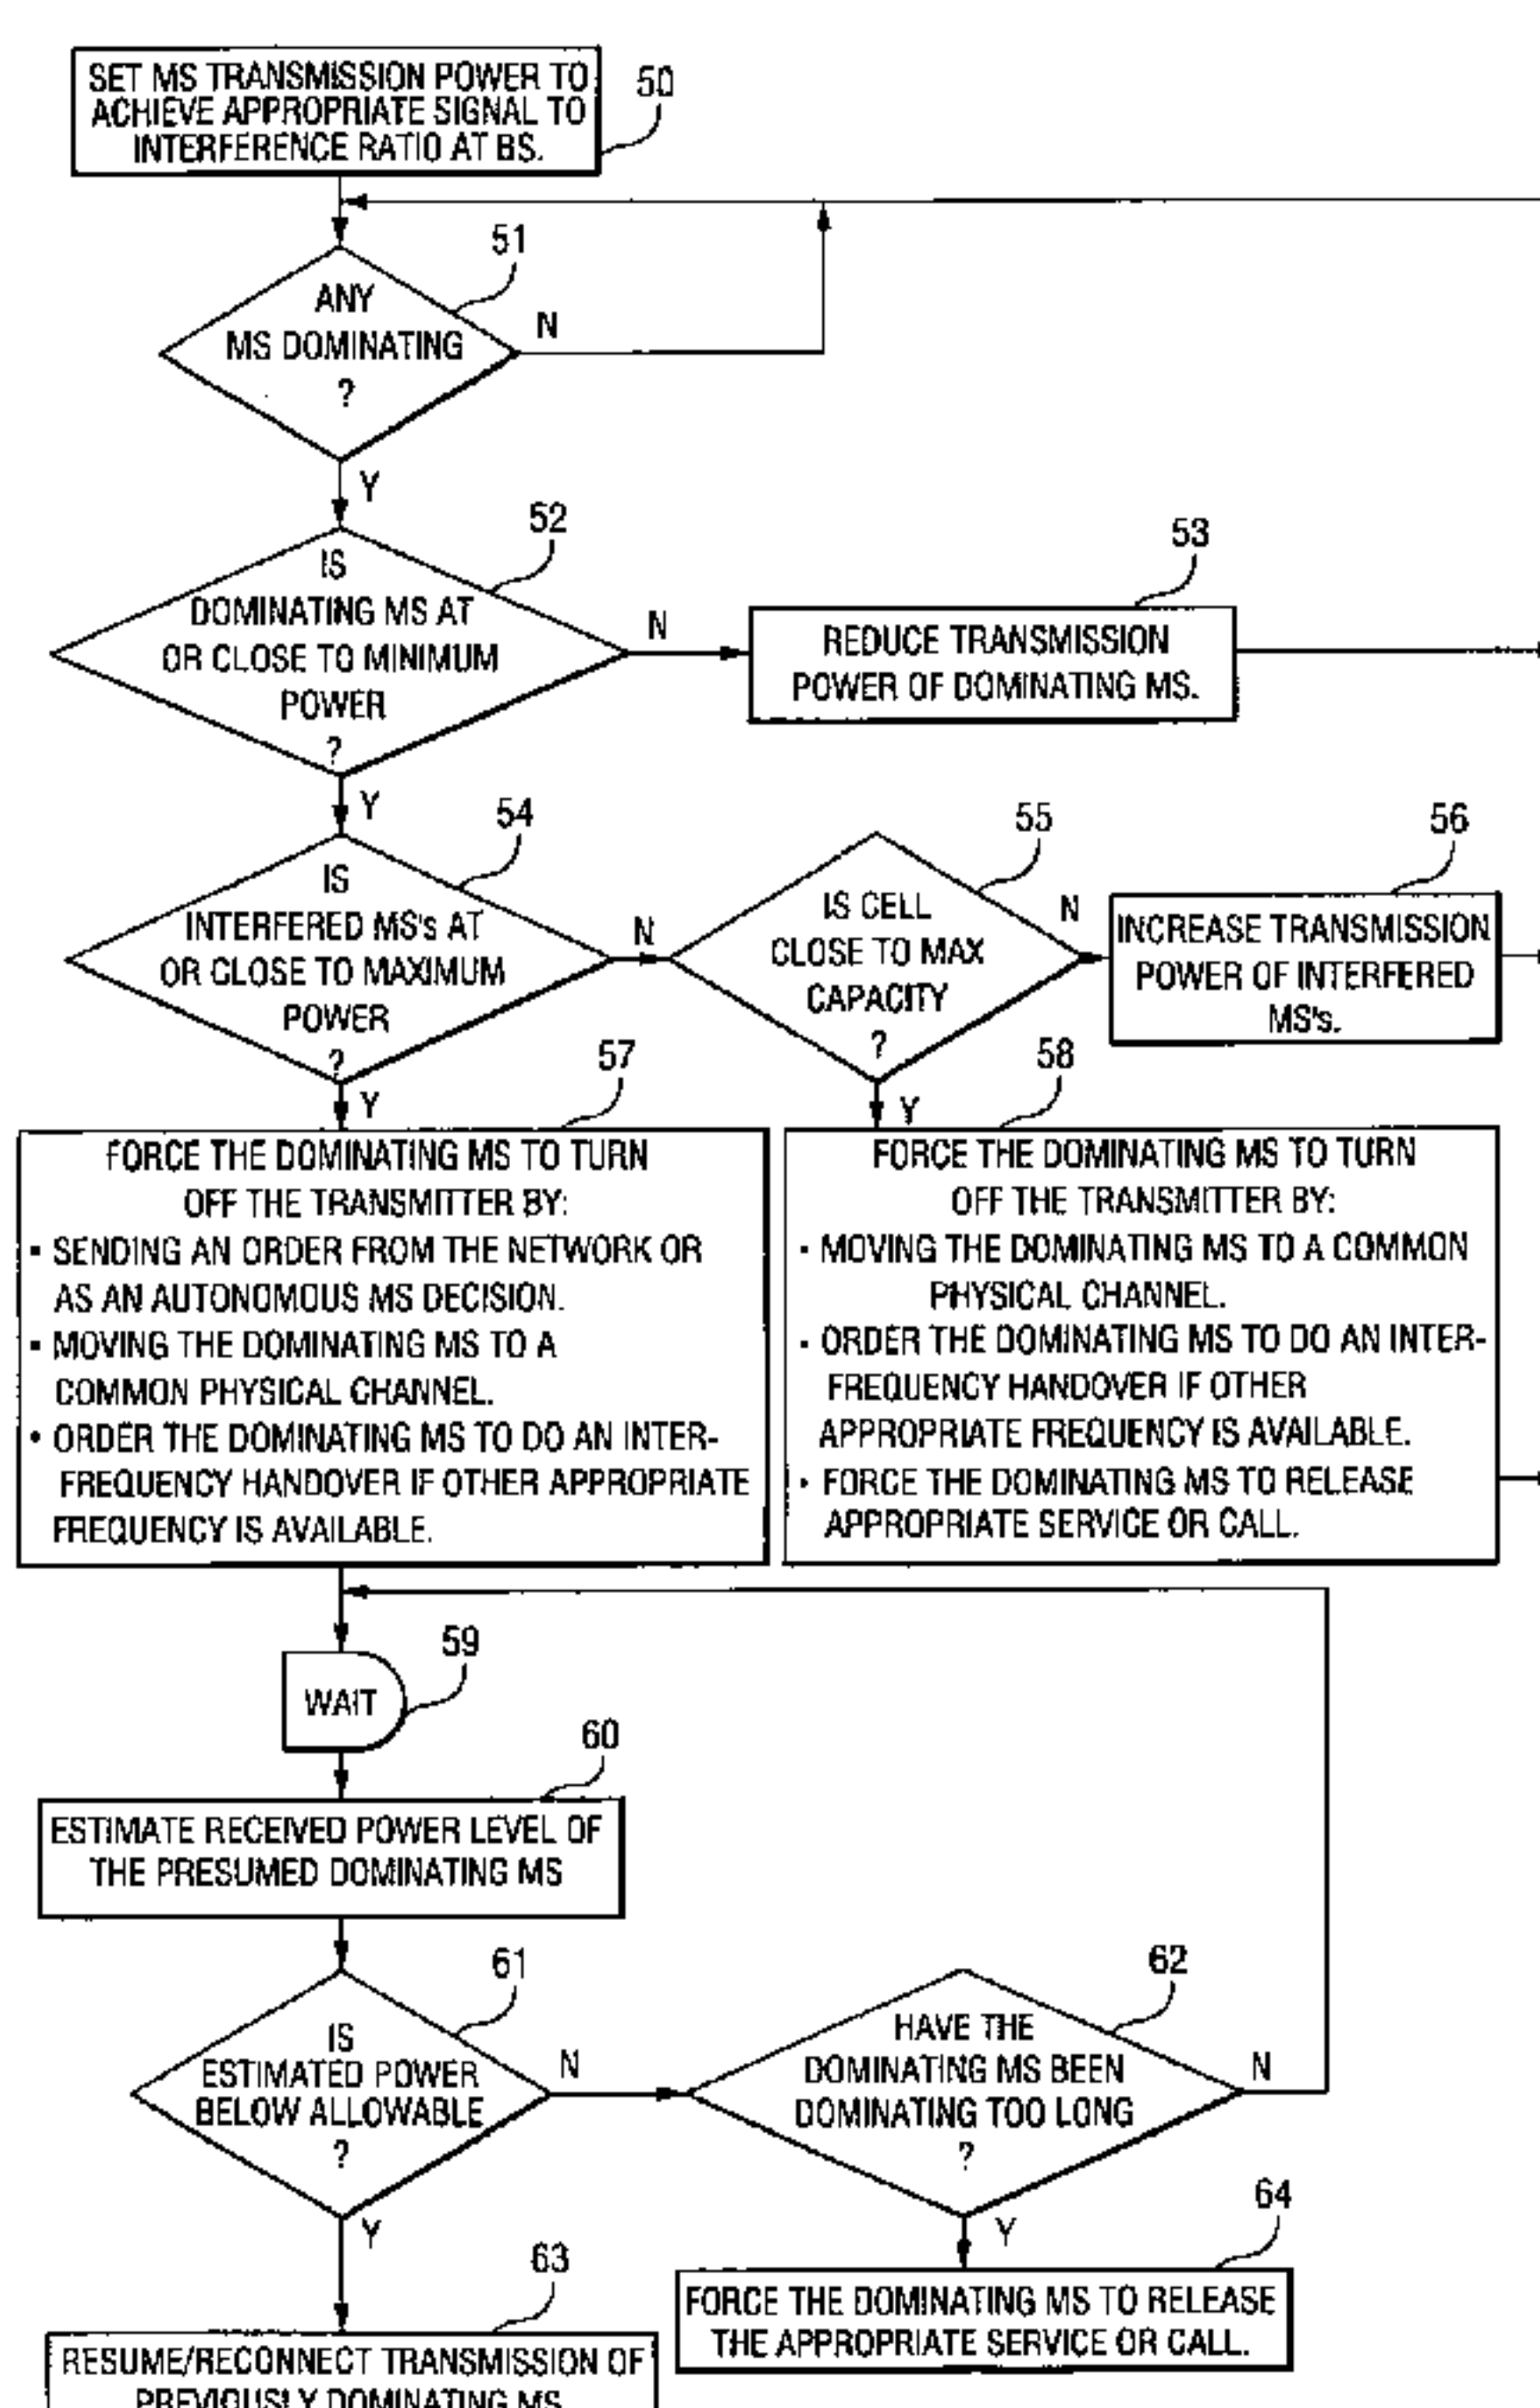 SET MS TRANSMISSION POWER TO
ACHIEVE APPROPRIATE SIGNAL TO
INTERFERENCE RATIO AT BS.
50
51
ANY
MS DOMINATING
?
N
Y
52
IS
DOMINATING MS AT
OR CLOSE TO MINIMUM
POWER
?
N
Y
53
REDUCE TRANSMISSION
POWER OF DOMINATING MS.
54
IS
INTERFERED MS's AT
OR CLOSE TO MAXIMUM
POWER
?
N
Y
55
IS CELL
CLOSE TO MAX
CAPACITY
?
N
Y
56
INCREASE TRANSMISSION
POWER OF INTERFERED
MS's.
57
FORCE THE DOMINATING MS TO TURN
OFF THE TRANSMITTER BY:
▪ SENDING AN ORDER FROM THE NETWORK OR
AS AN AUTONOMOUS MS DECISION.
▪ MOVING THE DOMINATING MS TO A
COMMON PHYSICAL CHANNEL.
• ORDER THE DOMINATING MS TO DO AN INTER-
FREQUENCY HANDOVER IF OTHER APPROPRIATE
FREQUENCY IS AVAILABLE.
58
FORCE THE DOMINATING MS TO TURN
OFF THE TRANSMITTER BY:
▪ MOVING THE DOMINATING MS TO A COMMON
PHYSICAL CHANNEL.
▪ ORDER THE DOMINATING MS TO DO AN INTER-
FREQUENCY HANDOVER IF OTHER
APPROPRIATE FREQUENCY IS AVAILABLE.
• FORCE THE DOMINATING MS TO RELEASE
APPROPRIATE SERVICE OR CALL.
59
WAIT
60
ESTIMATE RECEIVED POWER LEVEL OF
THE PRESUMED DOMINATING MS
61
IS
ESTIMATED POWER
BELOW ALLOWABLE
?
N
Y
62
HAVE THE
DOMINATING MS BEEN
DOMINATING TOO LONG
?
N
Y
63
RESUME/RECONNECT TRANSMISSION OF
PREVIOUSLY DOMINATING MS
64
FORCE THE DOMINATING MS TO RELEASE
THE APPROPRIATE SERVICE OR CALL.